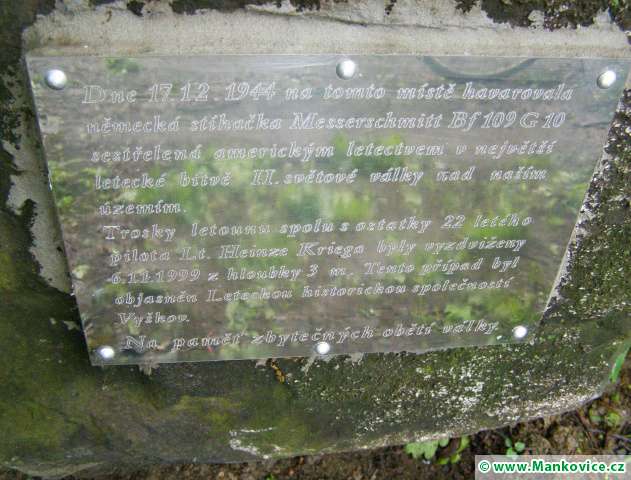 Dne 17.12 1944 na tomto místě havarovala
německá stíhačka Messerschmitt Bf 109 G 10
sestřelená americkým letectvem v největší
letecké bitvě II. světové války nad naším
územím.
Trosky letounu spolu s ostatky 22 letého
pilota Lt. Heinze Kriega byly vyzdviženy
6.11.1999 z hloubky 3 m. Tento případ byl
objasněn Leteckou historickou společností
Vyškov.
Na paměť zbytečných obětí války
© www.Mankovice.cz